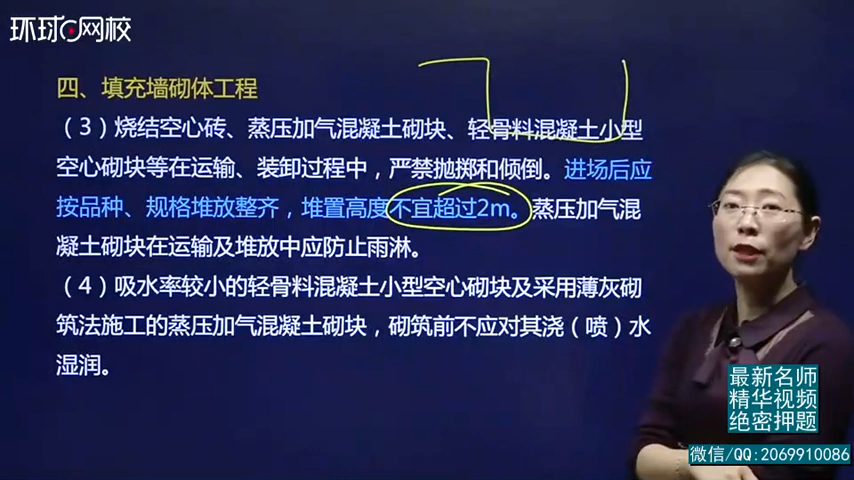 环球网校
四、填充墙砌体工程
（3）烧结空心砖、蒸压加气混凝土砌块、轻骨料混凝土小型
空心砌块等在运输、装卸过程中，严禁抛掷和倾倒。进场后应
按品种、规格堆放整齐，堆置高度不宜超过2m。蒸压加气混
凝土砌块在运输及堆放中应防止雨淋。
（4）吸水率较小的轻骨料混凝土小型空心砌块及采用薄灰砌
筑法施工的蒸压加气混凝土砌块，砌筑前不应对其浇（喷）水
湿润。
最新名师
精华视频
绝密押题
微信/QQ:2069910086